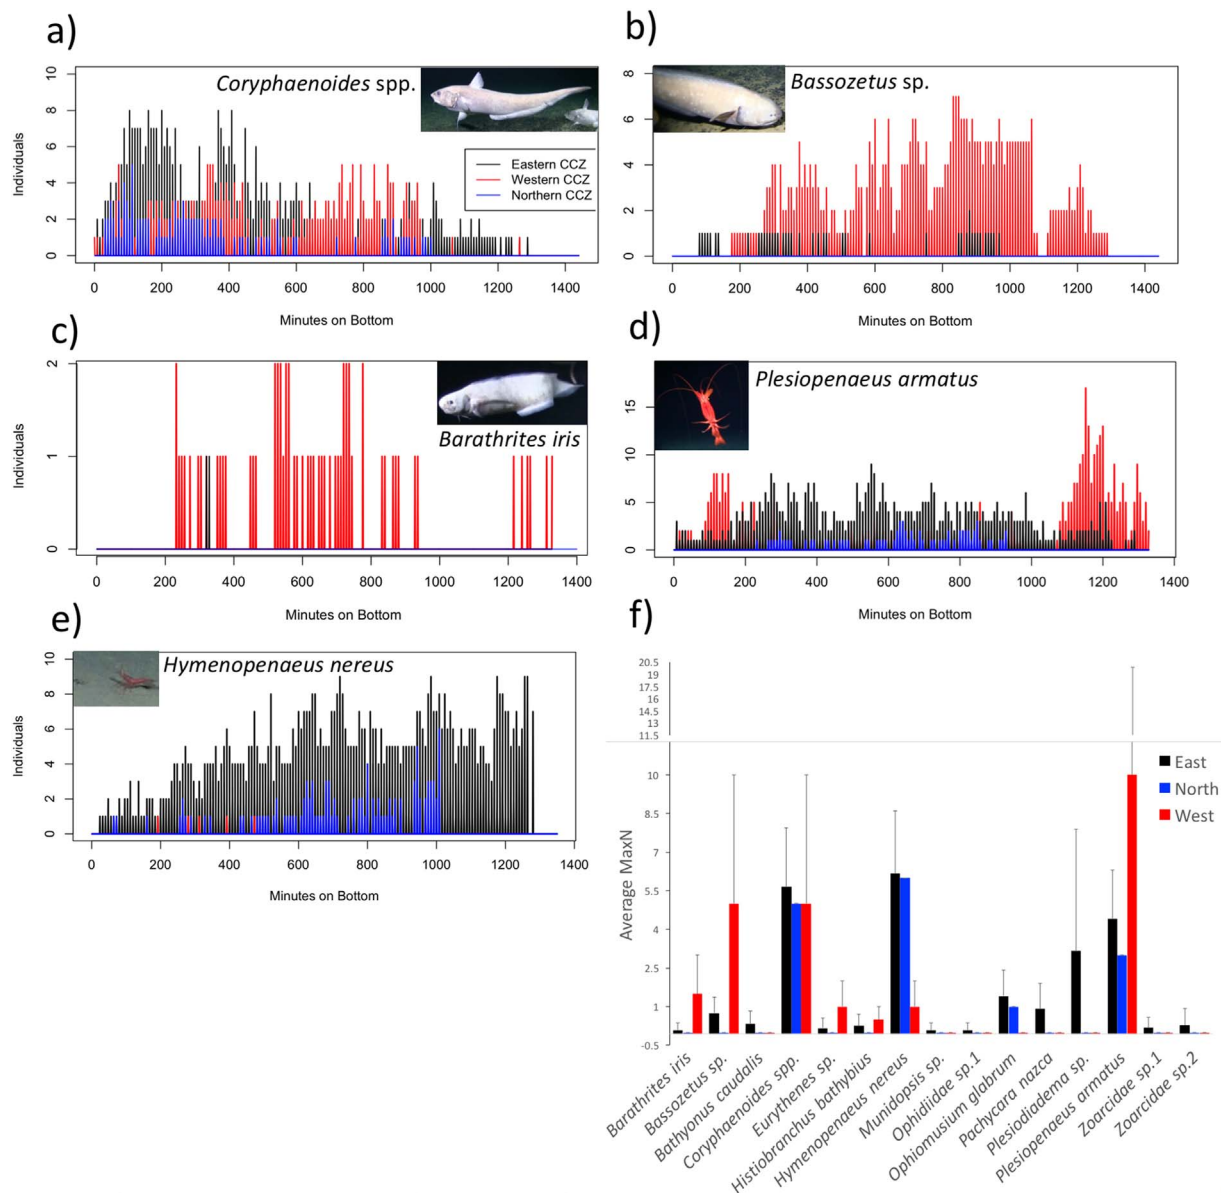 a)
Coryphaenoides spp.
10
8
6
4
2
0
Individuals
Eastern CCZ
Western CCZ
Northern CCZ
0 200 400 600 800 1000 1200 1400
Minutes on Bottom
b)
Bassozetus sp.
8
6
4
2
0
0 200 400 600 800 1000 1200 1400
Minutes on Bottom
c)
Barathrites iris
2
1
0
Individuals
0 200 400 600 800 1000 1200 1400
Minutes on Bottom
d)
Plesiopenaeus armatus
15
10
5
0
0 200 400 600 800 1000 1200 1400
Minutes on Bottom
e)
Hymenopenaeus nereus
10
8
6
4
2
0
Individuals
0 200 400 600 800 1000 1200 1400
Minutes on Bottom
f)
20.5
19
17.5
16
14.5
13
11.5
10
8.5
7
5.5
4
2.5
1
-0.5
Average MaxN
East
North
West
Barathrites iris
Bassozetus sp.
Bathyonus caudalis
Coryphaenoides spp.
Eurythenes sp.
Histiobranchus bathybius
Hymenopenaeus nereus
Munidopsis sp.
Ophidiidae sp.1
Ophiomusium glabrum
Pachycara nazca
Plesiodiadema sp.
Plesiopenaeus armatus
Zoarcidae sp.1
Zoarcidae sp.2